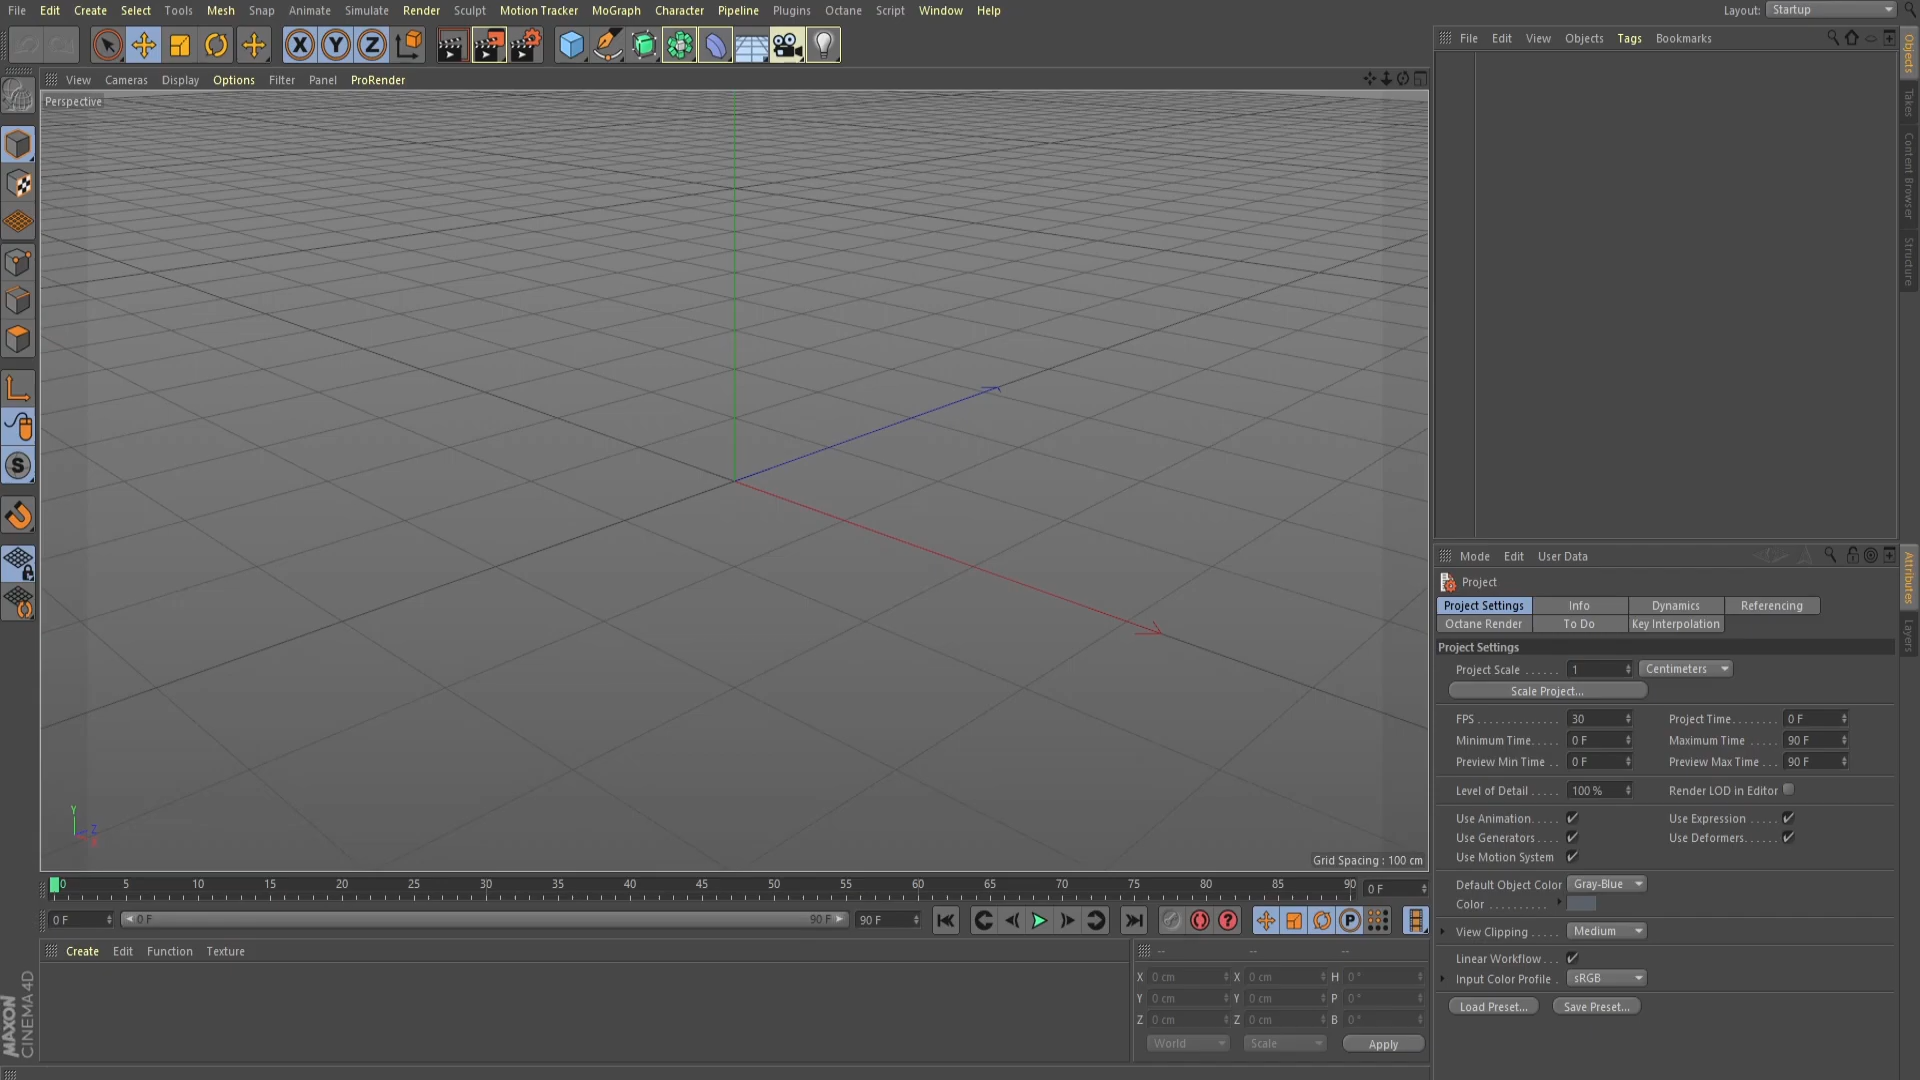 File Edit Create Select Tools Mesh Snap Animate Simulate Render Sculpt Motion Tracker MoGraph Character Pipeline Plugins Octane Script Window Help Layout: Startup
X Y Z
File Edit View Objects Tags Bookmarks
View Cameras Display Options Filter Panel ProRender
Perspective
Objects
Takes
Content Browser
Structure
S
Y
Z
X
Grid Spacing : 100 cm
0 5 10 15 20 25 30 35 40 45 50 55 60 65 70 75 80 85 90 0 F
0 F 0 F 90 F 90 F ? P
Create Edit Function Texture -- -- --
X 0 cm X 0 cm H 0 °
Y 0 cm Y 0 cm P 0 °
Z 0 cm Z 0 cm B 0 °
World Scale Apply
MAXON
CINEMA 4D
Mode Edit User Data
Project
Project Settings Info Dynamics Referencing
Octane Render To Do Key Interpolation
Project Settings
Project Scale . . . . . . 1 Centimeters
Scale Project...
FPS . . . . . . . . . . . . . 30 Project Time. . . . . . . . 0 F
Minimum Time. . . . . 0 F Maximum Time . . . . . 90 F
Preview Min Time . . 0 F Preview Max Time . . . 90 F
Level of Detail . . . . . 100 % Render LOD in Editor
Use Animation. . . . . Use Expression . . . . .
Use Generators. . . . Use Deformers. . . . . .
Use Motion System
Default Object Color Gray-Blue
Color . . . . . . . . . .
View Clipping . . . . . Medium
Linear Workflow . . .
Input Color Profile . sRGB
Load Preset... Save Preset...
Attributes
Layers